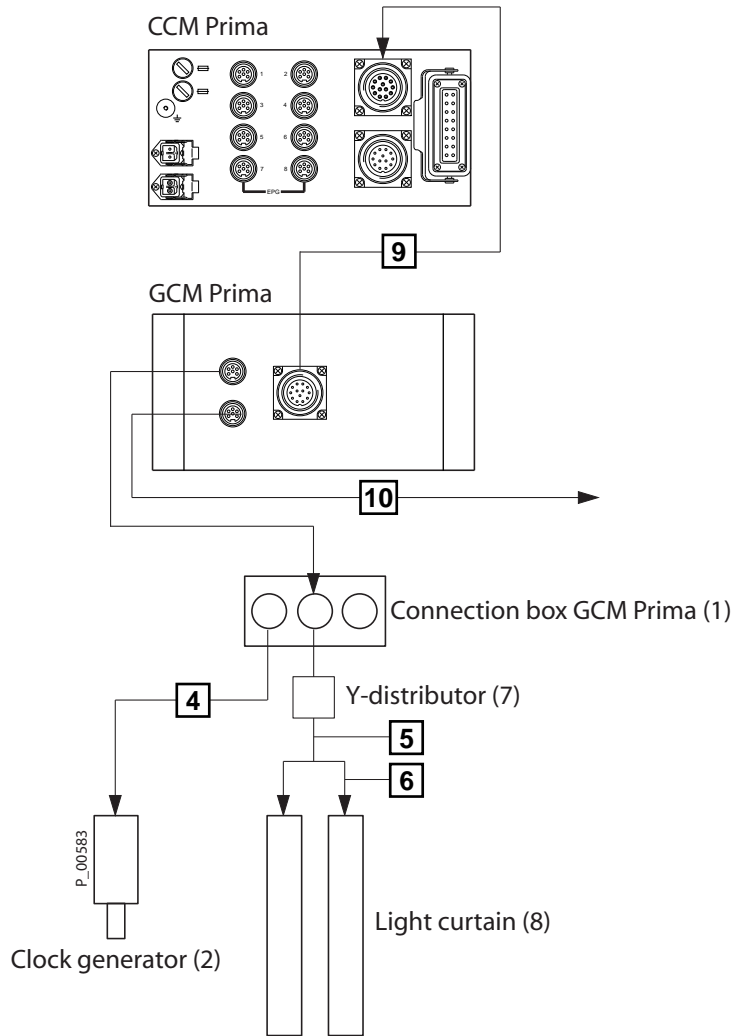 CCM Prima
1 2
3 4
5 6
7 8
EPG
9
GCM Prima
10
Connection box GCM Prima (1)
4
Y-distributor (7)
5
6
P_00583
Light curtain (8)
Clock generator (2)